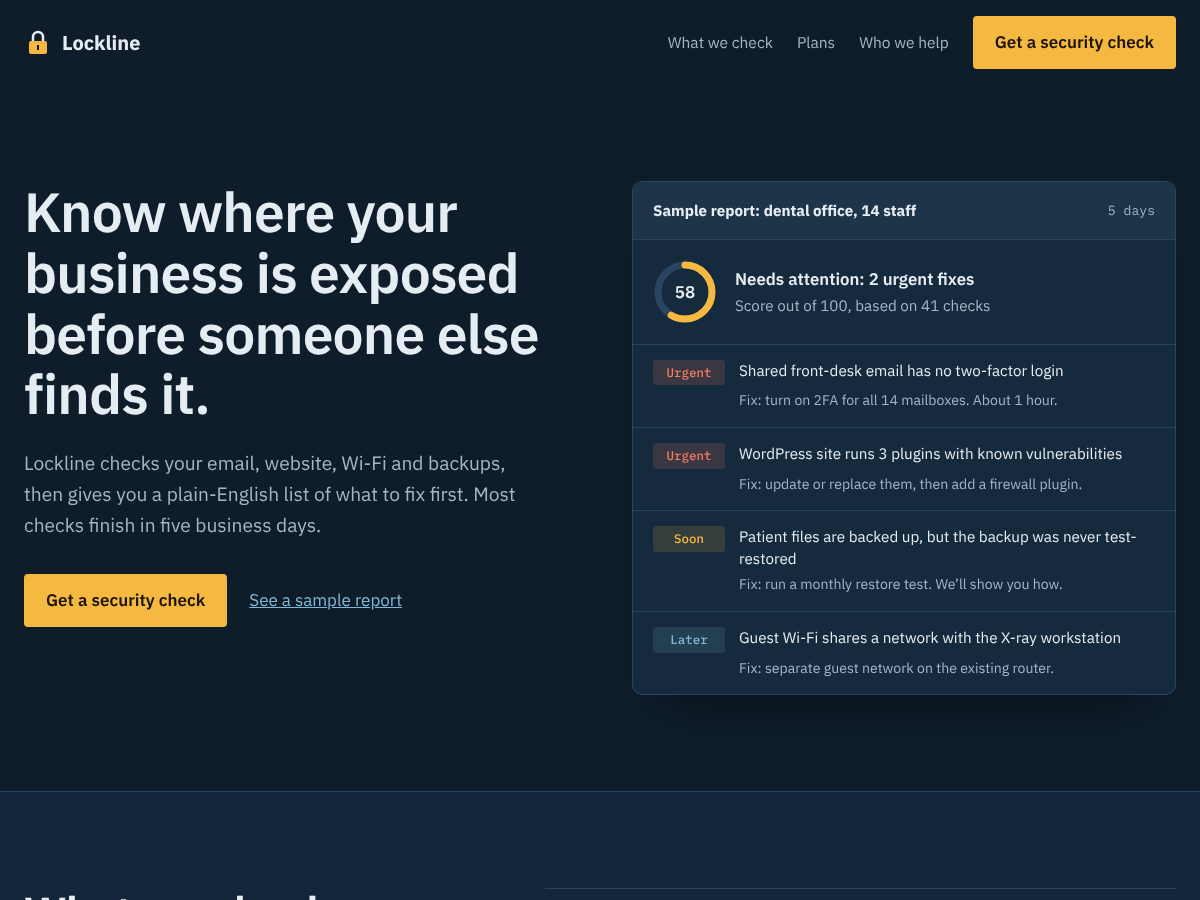 Lockline
What we check
Plans
Who we help
Get a security check
Know where your
business is exposed
before someone else
finds it.
Lockline checks your email, website, Wi-Fi and backups,
then gives you a plain-English list of what to fix first. Most
checks finish in five business days.
Get a security check
See a sample report
Sample report: dental office, 14 staff
5 days
58
Needs attention: 2 urgent fixes
Score out of 100, based on 41 checks
Urgent
Shared front-desk email has no two-factor login
Fix: turn on 2FA for all 14 mailboxes. About 1 hour.
Urgent
WordPress site runs 3 plugins with known vulnerabilities
Fix: update or replace them, then add a firewall plugin.
Soon
Patient files are backed up, but the backup was never test-
restored
Fix: run a monthly restore test. We’ll show you how.
Later
Guest Wi-Fi shares a network with the X-ray workstation
Fix: separate guest network on the existing router.